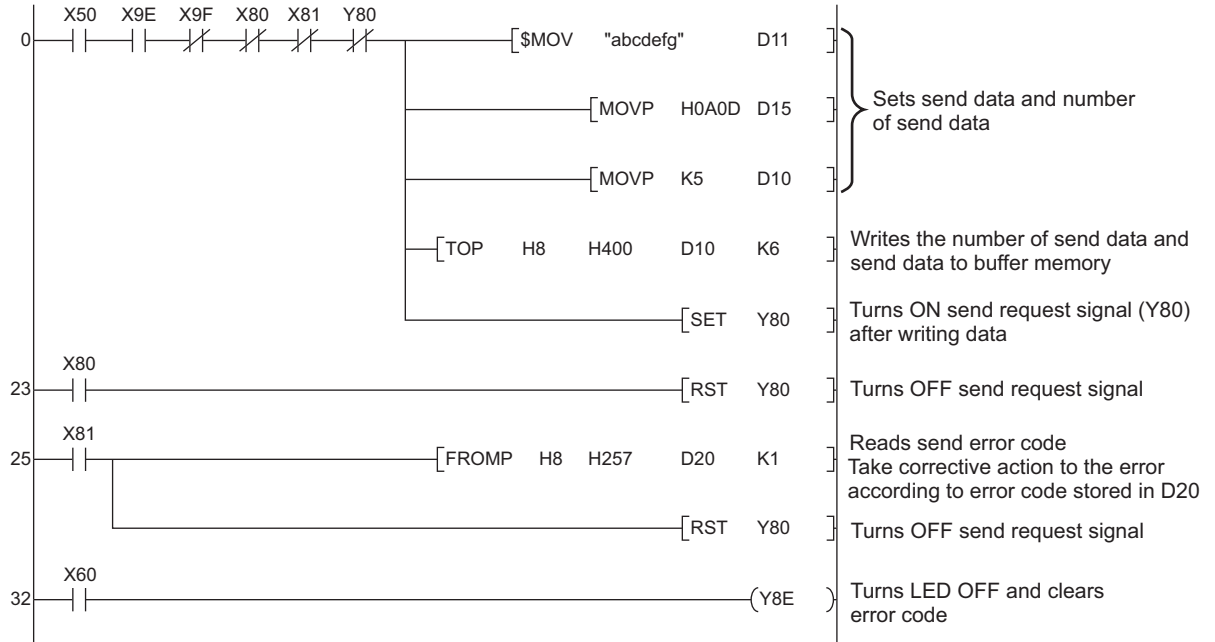 X50 X9E X9F X80 X81 Y80
0 $MOV "abcdefg" D11
MOVP H0A0D D15
Sets send data and number
of send data
MOVP K5 D10
TOP H8 H400 D10 K6
Writes the number of send data and
send data to buffer memory
SET Y80
Turns ON send request signal (Y80)
after writing data
X80
23 RST Y80 Turns OFF send request signal
X81
25 FROMP H8 H257 D20 K1
Reads send error code
Take corrective action to the error
according to error code stored in D20
RST Y80 Turns OFF send request signal
X60
32 Y8E
Turns LED OFF and clears
error code